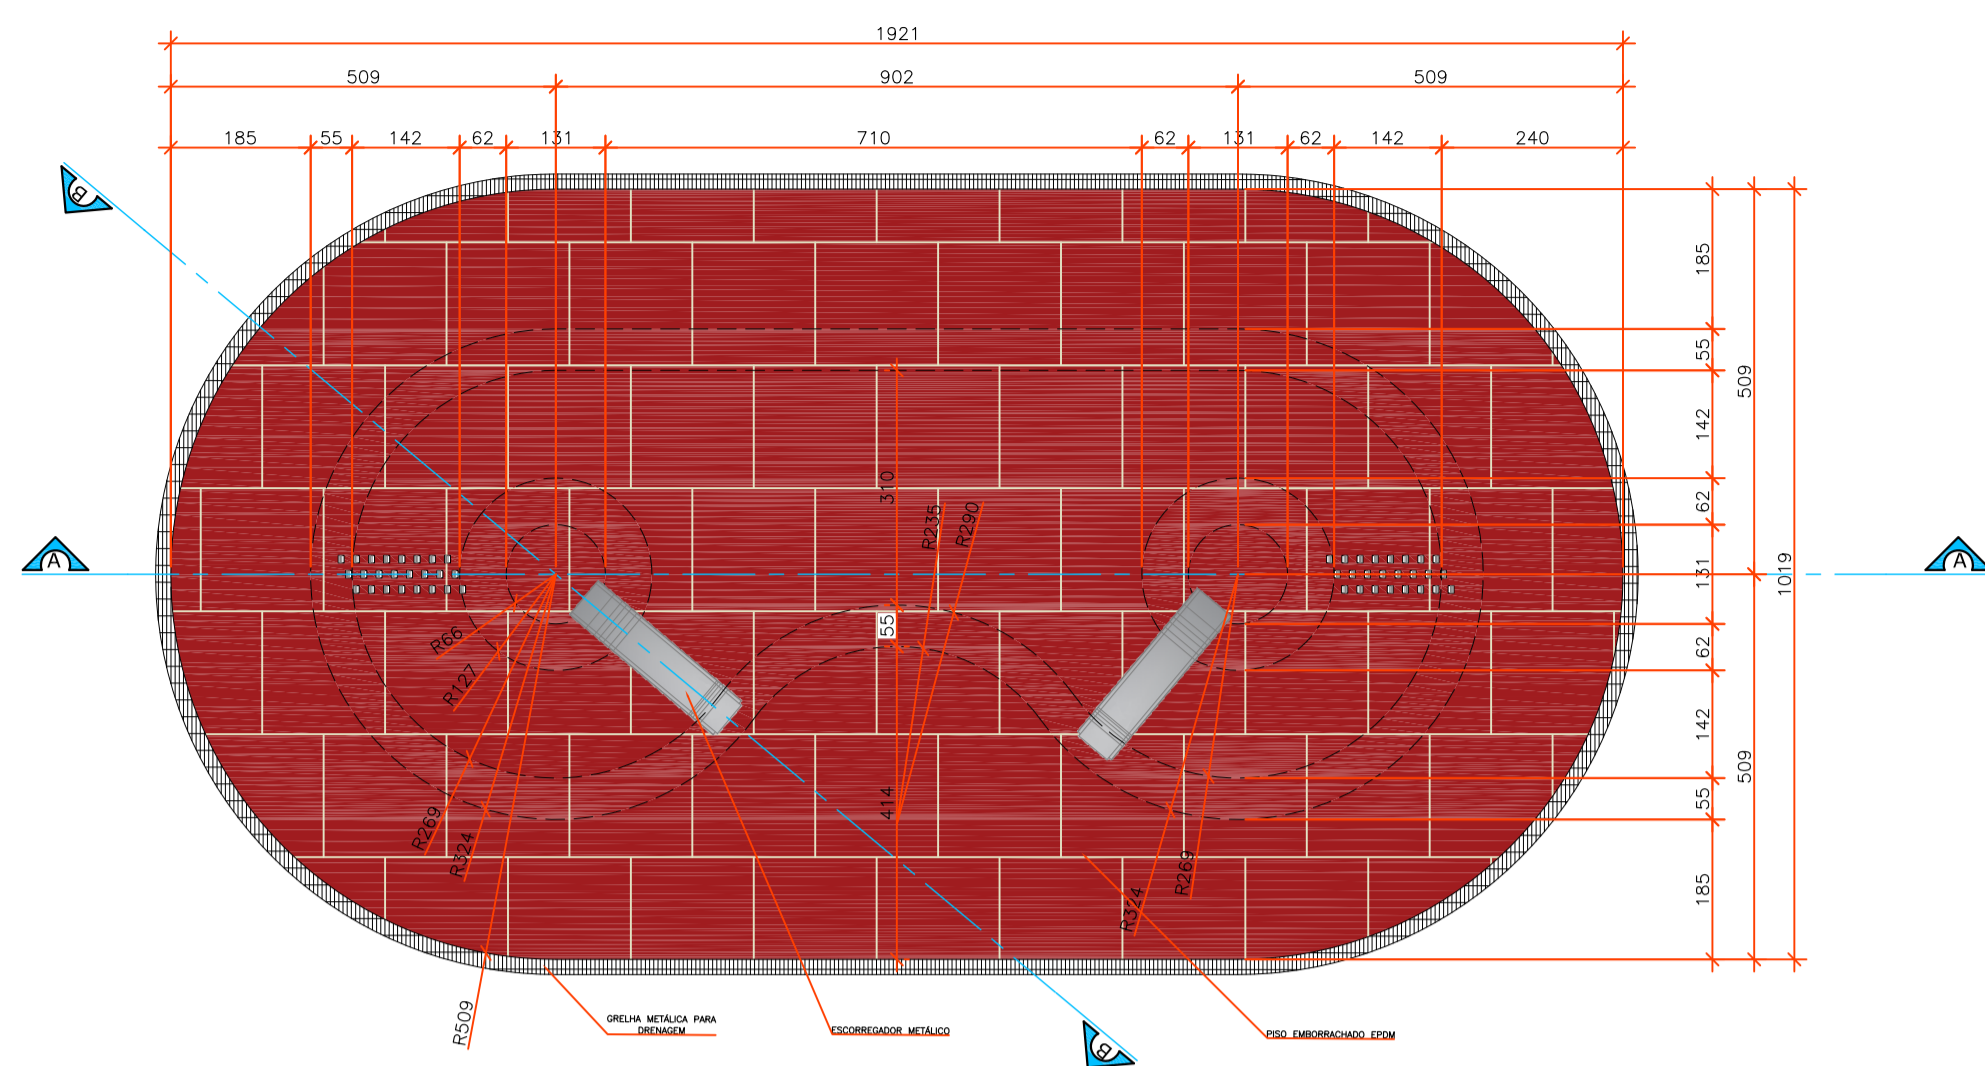 1921
509 902 509
185 55 142 62 131 710 62 131 62 142 240
B
185
55
509
142
310
62
R235
R290
A
A
131
1019
55
R66
62
R127
142
509
414
55
R269
R324
R269
R324
185
R509
GRELHA METÁLICA PARA
DRENAGEM
ESCORREGADOR METÁLICO
PISO EMBORRACHADO EPDM
B